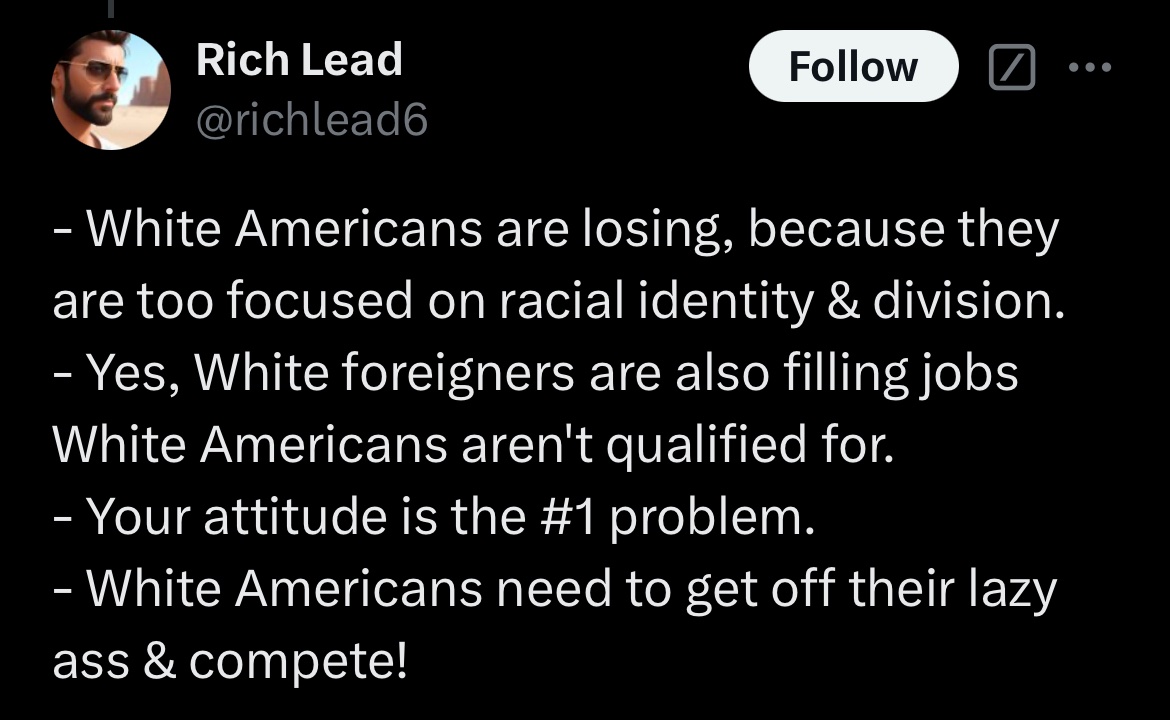 Rich Lead
Follow
@richlead6
- White Americans are losing, because they
are too focused on racial identity & division.
- Yes, White foreigners are also filling jobs
White Americans aren't qualified for.
- Your attitude is the #1 problem.
- White Americans need to get off their lazy
ass & compete!